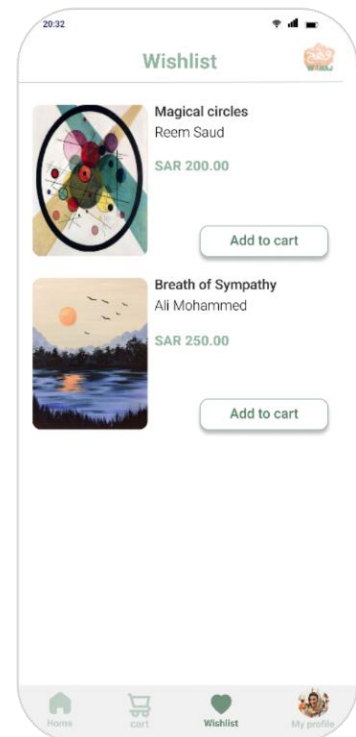 20:32
Wishlist
Magical circles
Reem Saud
SAR 200.00
Add to cart
Breath of Sympathy
Ali Mohammed
SAR 250.00
Add to cart
Home
cart
Wishlist
My profile